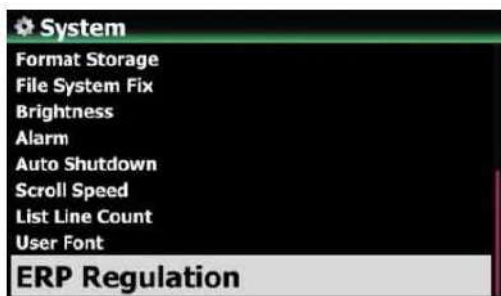 System
Format Storage
File System Fix
Brightness
Alarm
Auto Shutdown
Scroll Speed
List Line Count
User Font
ERP Regulation